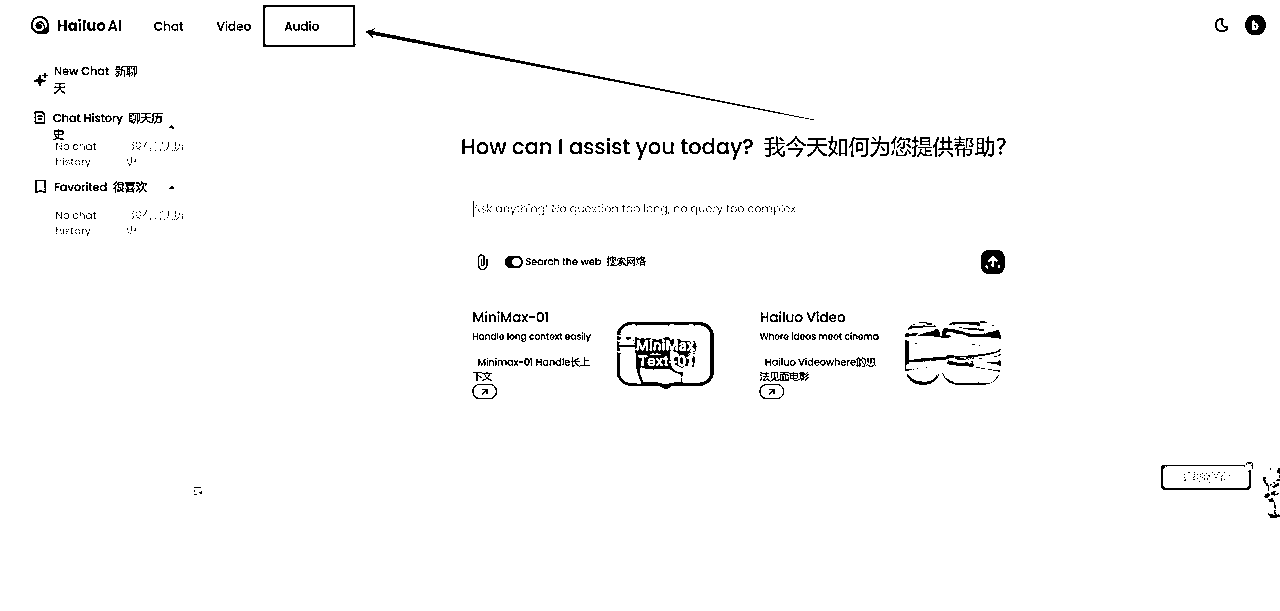 Hailuo AI
Chat
Video
Audio
b
New Chat 新聊
天
Chat History 聊天历
史
No chat
history
Favorited 很喜欢
No chat
history
How can I assist you today? 我今天如何为您提供帮助?
Ask anything! No question too long, no query too complex
Search the web 搜索网络
MiniMax-01
Handle long context easily
Minimax-01 Handle长上
下文
MiniMax
Text-01
Hailuo Video
Where ideas meet cinema
Hailuo Videowhere的想
法见面电影